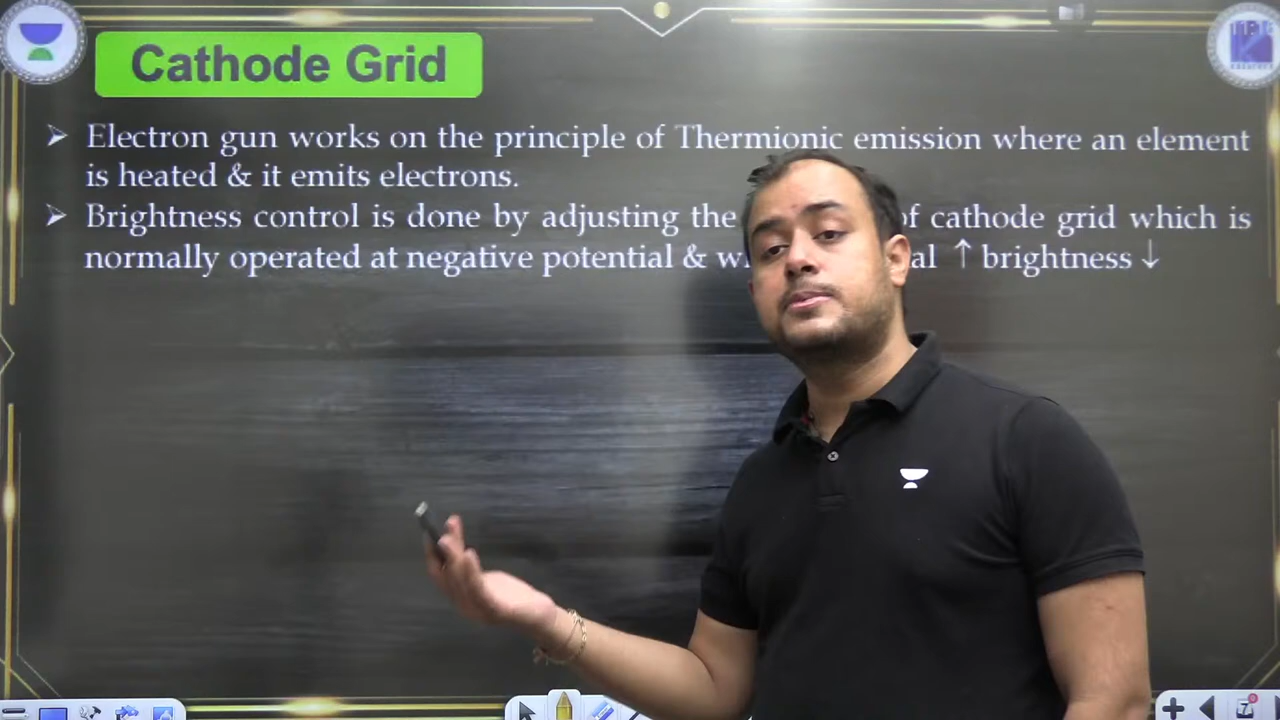 Cathode Grid
➢ Electron gun works on the principle of Thermionic emission where an element
is heated & it emits electrons.
➢ Brightness control is done by adjusting the of cathode grid which is
normally operated at negative potential & ↑ brightness ↓